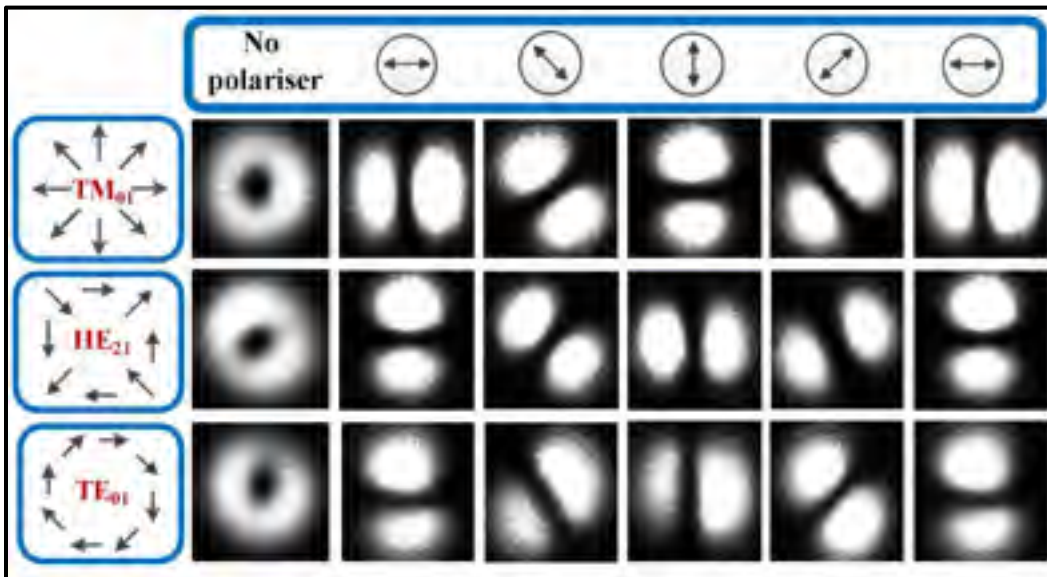 No
polariser
TM₀₁
HE₂₁
TE₀₁